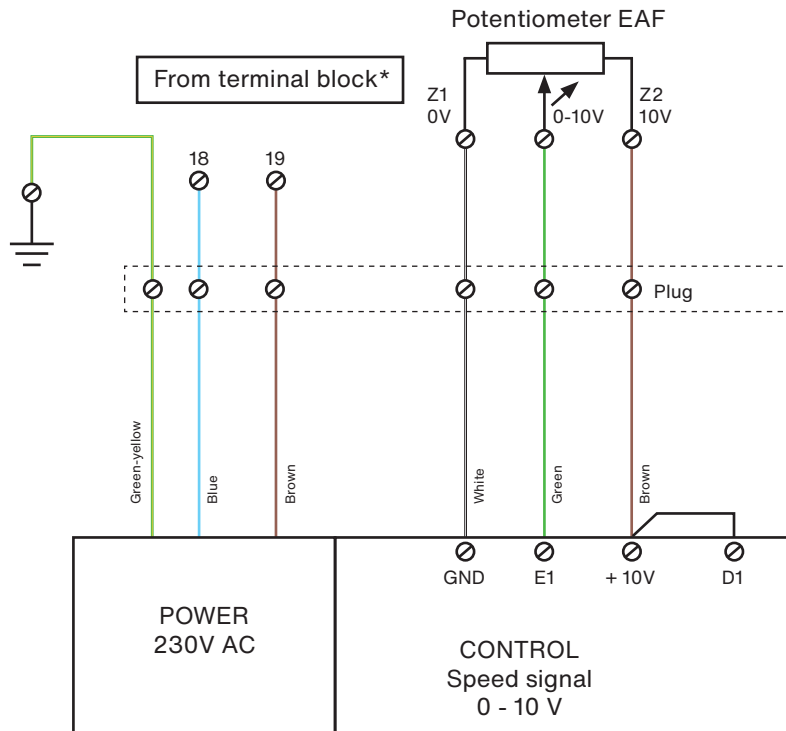 Potentiometer EAF
From terminal block*
Z1
0V
0-10V
Z2
10V
18
19
Plug
Green-yellow
Blue
Brown
White
Green
Brown
GND
E1
+ 10V
D1
POWER
230V AC
CONTROL
Speed signal
0 - 10 V